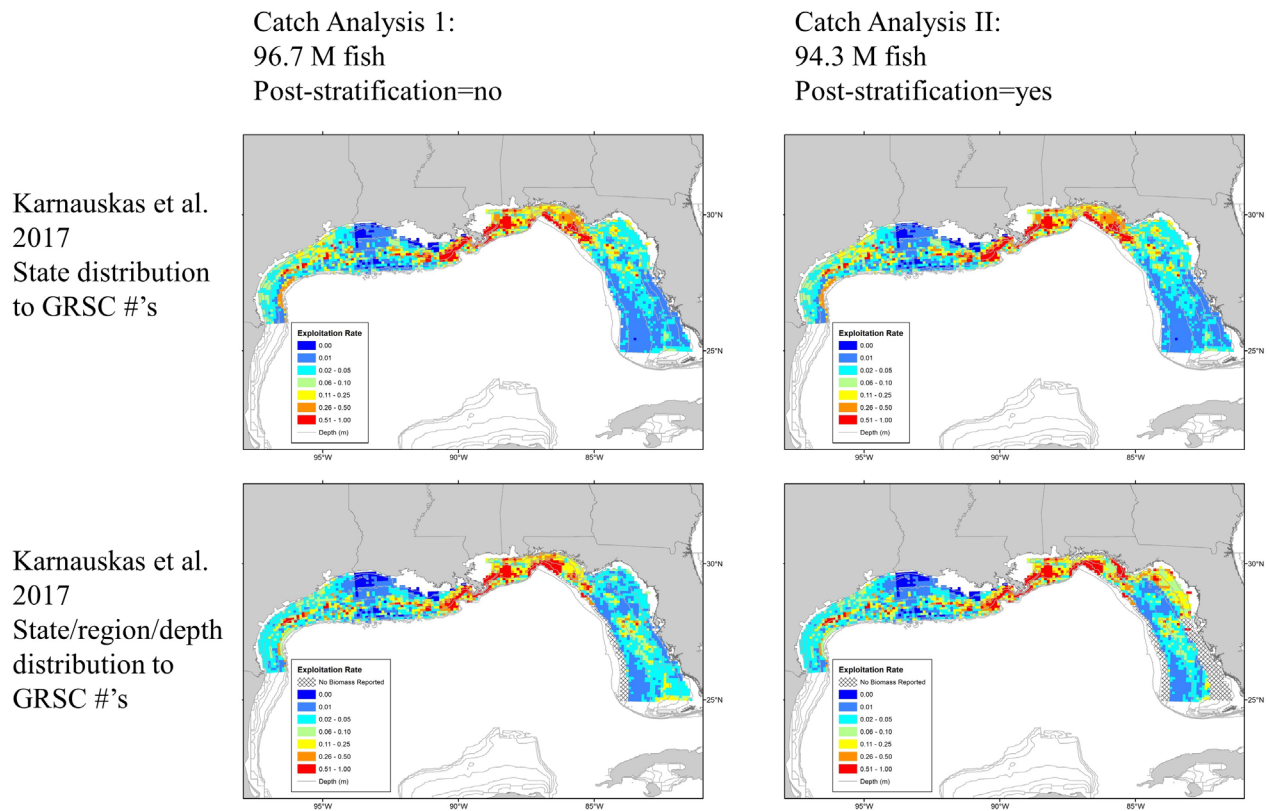 Catch Analysis 1:
96.7 M fish
Post-stratification=no
Catch Analysis II:
94.3 M fish
Post-stratification=yes
Karnauskas et al.
2017
State distribution
to GRSC #'s
30°N
25°N
95°W
90°W
85°W
Exploitation Rate
0.00
0.01
0.02 - 0.05
0.06 - 0.10
0.11 - 0.25
0.26 - 0.50
0.51 - 1.00
Depth (m)
30°N
25°N
95°W
90°W
85°W
Exploitation Rate
0.00
0.01
0.02 - 0.05
0.06 - 0.10
0.11 - 0.25
0.26 - 0.50
0.51 - 1.00
Depth (m)
Karnauskas et al.
2017
State/region/depth
distribution to
GRSC #'s
30°N
25°N
95°W
90°W
85°W
Exploitation Rate
No Biomass Reported
0.00
0.01
0.02 - 0.05
0.06 - 0.10
0.11 - 0.25
0.26 - 0.50
0.51 - 1.00
Depth (m)
30°N
25°N
95°W
90°W
85°W
Exploitation Rate
No Biomass Reported
0.00
0.01
0.02 - 0.05
0.06 - 0.10
0.11 - 0.25
0.26 - 0.50
0.51 - 1.00
Depth (m)